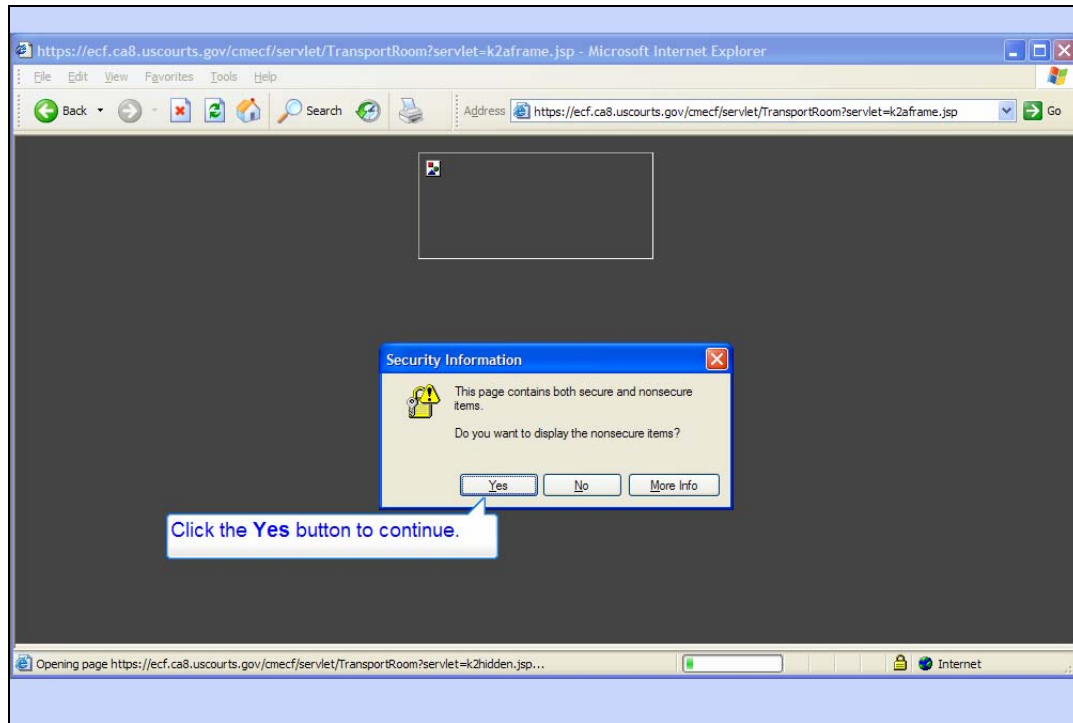 https://ecf.ca8.uscourts.gov/cmecf/servlet/TransportRoom?servlet=k2aframe.jsp - Microsoft Internet Explorer
File Edit View Favorites Tools Help
Back Search Address https://ecf.ca8.uscourts.gov/cmecf/servlet/TransportRoom?servlet=k2aframe.jsp Go
Security Information
This page contains both secure and nonsecure
items.
Do you want to display the nonsecure items?
Yes No More Info
Click the Yes button to continue.
Opening page https://ecf.ca8.uscourts.gov/cmecf/servlet/TransportRoom?servlet=k2hidden.jsp... Internet